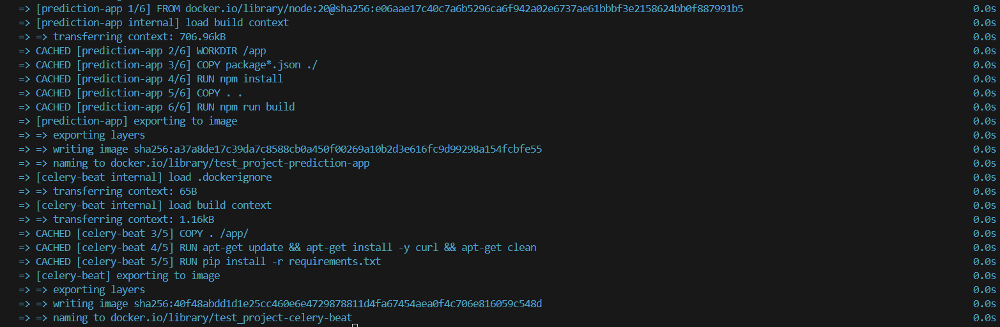 => [prediction-app 1/6] FROM docker.io/library/node:20@sha256:e06aae17c40c7a6b5296ca6f942a02e6737ae61bbbf3e2158624bb0f887991b5 0.0s
=> [prediction-app internal] load build context 0.0s
=> => transferring context: 706.96kB 0.0s
=> CACHED [prediction-app 2/6] WORKDIR /app 0.0s
=> CACHED [prediction-app 3/6] COPY package*.json ./ 0.0s
=> CACHED [prediction-app 4/6] RUN npm install 0.0s
=> CACHED [prediction-app 5/6] COPY . . 0.0s
=> CACHED [prediction-app 6/6] RUN npm run build 0.0s
=> [prediction-app] exporting to image 0.0s
=> => exporting layers 0.0s
=> => writing image sha256:a37a8de17c39da7c8588cb0a450f00269a10b2d3e616fc9d99298a154fcbfe55 0.0s
=> => naming to docker.io/library/test_project-prediction-app 0.0s
=> [celery-beat internal] load .dockerignore 0.0s
=> => transferring context: 65B 0.0s
=> [celery-beat internal] load build context 0.0s
=> => transferring context: 1.16kB 0.0s
=> CACHED [celery-beat 3/5] COPY . /app/ 0.0s
=> CACHED [celery-beat 4/5] RUN apt-get update && apt-get install -y curl && apt-get clean 0.0s
=> CACHED [celery-beat 5/5] RUN pip install -r requirements.txt 0.0s
=> [celery-beat] exporting to image 0.0s
=> => exporting layers 0.0s
=> => writing image sha256:40f48abdd1d1e25cc460e6e4729878811d4fa67454aea0f4c706e816059c548d 0.0s
=> => naming to docker.io/library/test_project-celery-beat 0.0s